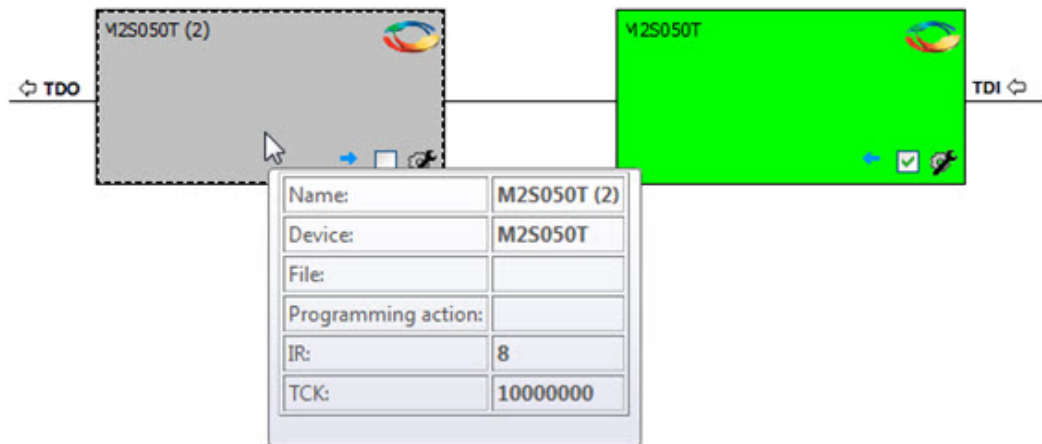 M2S050T (2)
M2S050T
TDO
TDI
Name: M2S050T (2)
Device: M2S050T
File:
Programming action:
IR: 8
TCK: 10000000